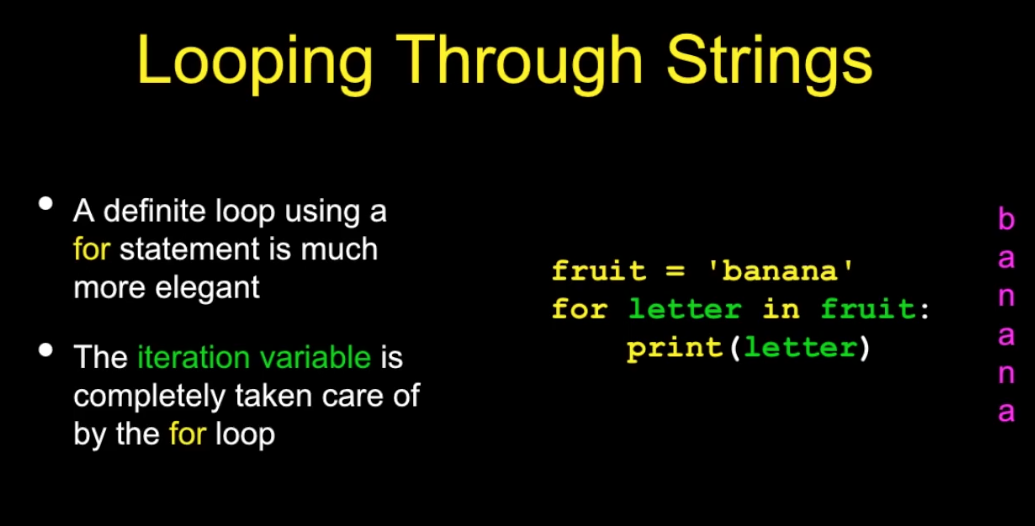 Looping Through Strings
• A definite loop using a
for statement is much
more elegant
• The iteration variable is
completely taken care of
by the for loop
fruit = 'banana'
for letter in fruit:
    print(letter)
b
a
n
a
n
a